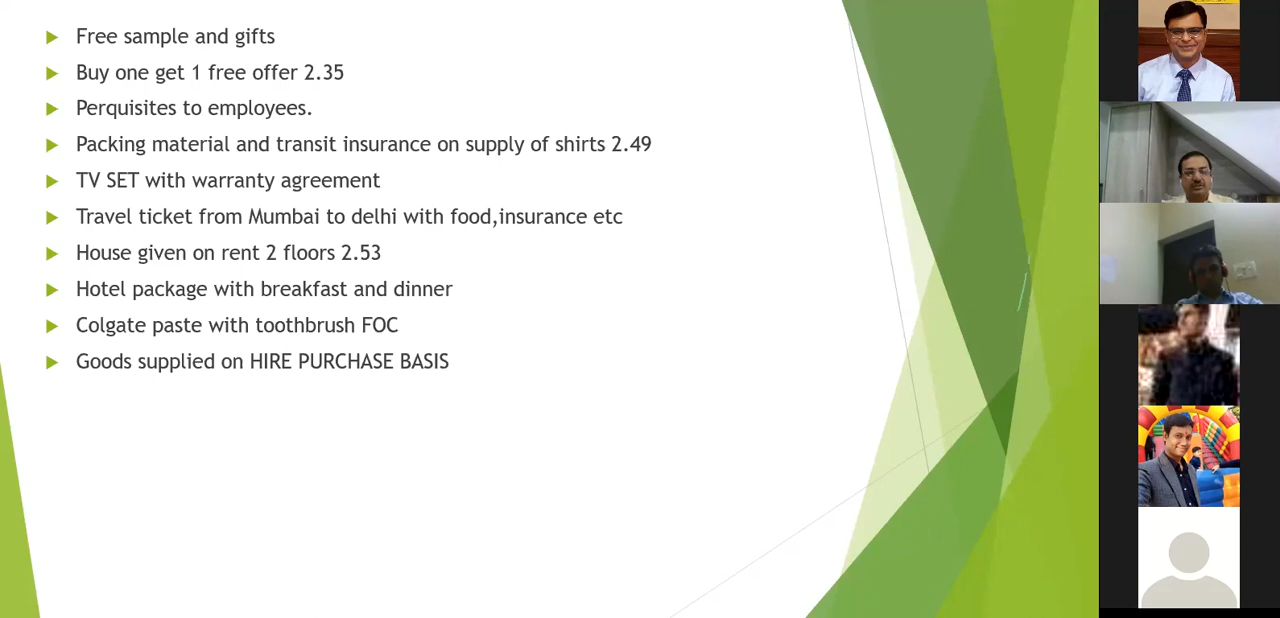 Free sample and gifts
Buy one get 1 free offer 2.35
Perquisites to employees.
Packing material and transit insurance on supply of shirts 2.49
TV SET with warranty agreement
Travel ticket from Mumbai to delhi with food,insurance etc
House given on rent 2 floors 2.53
Hotel package with breakfast and dinner
Colgate paste with toothbrush FOC
Goods supplied on HIRE PURCHASE BASIS